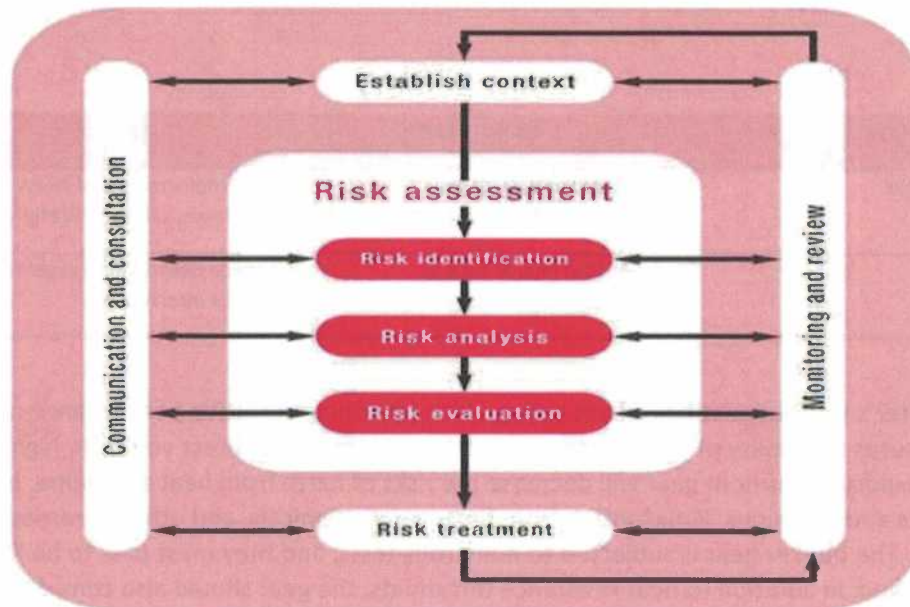 Establish context
Risk assessment
Risk identification
Risk analysis
Risk evaluation
Risk treatment
Communication and consultation
Monitoring and review